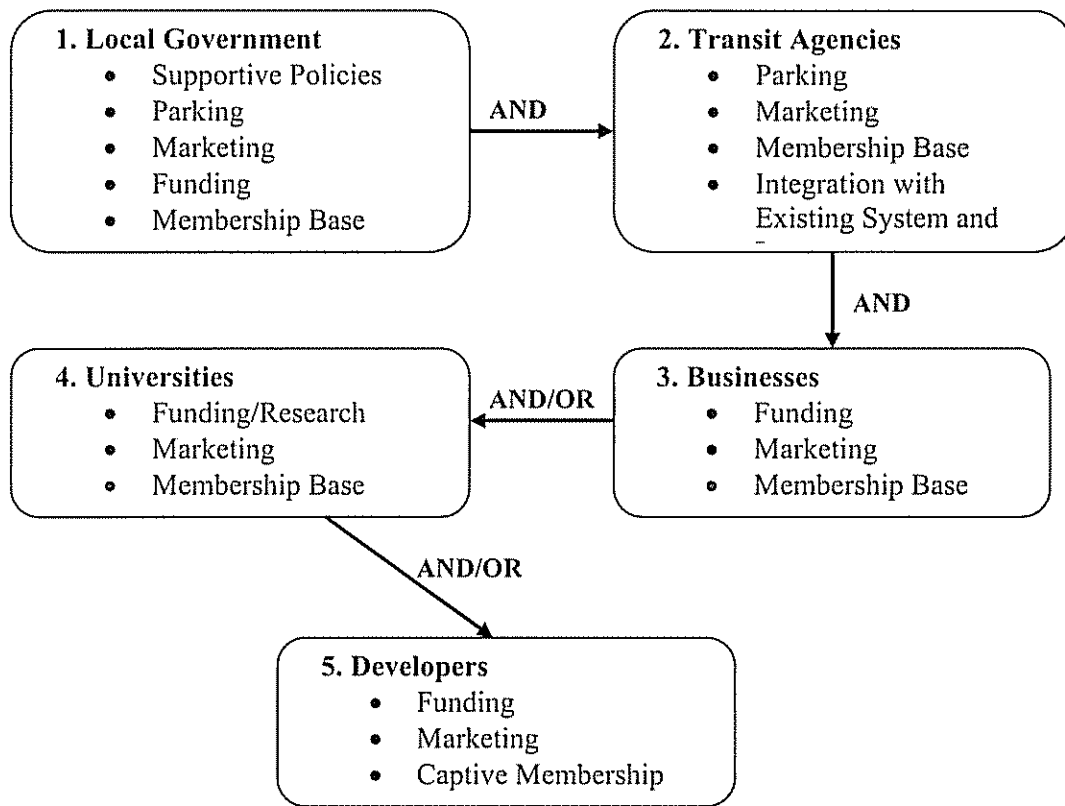 1. Local Government
• Supportive Policies
• Parking
• Marketing
• Funding
• Membership Base
AND
2. Transit Agencies
• Parking
• Marketing
• Membership Base
• Integration with
Existing System and
AND
3. Businesses
• Funding
• Marketing
• Membership Base
AND/OR
4. Universities
• Funding/Research
• Marketing
• Membership Base
AND/OR
5. Developers
• Funding
• Marketing
• Captive Membership